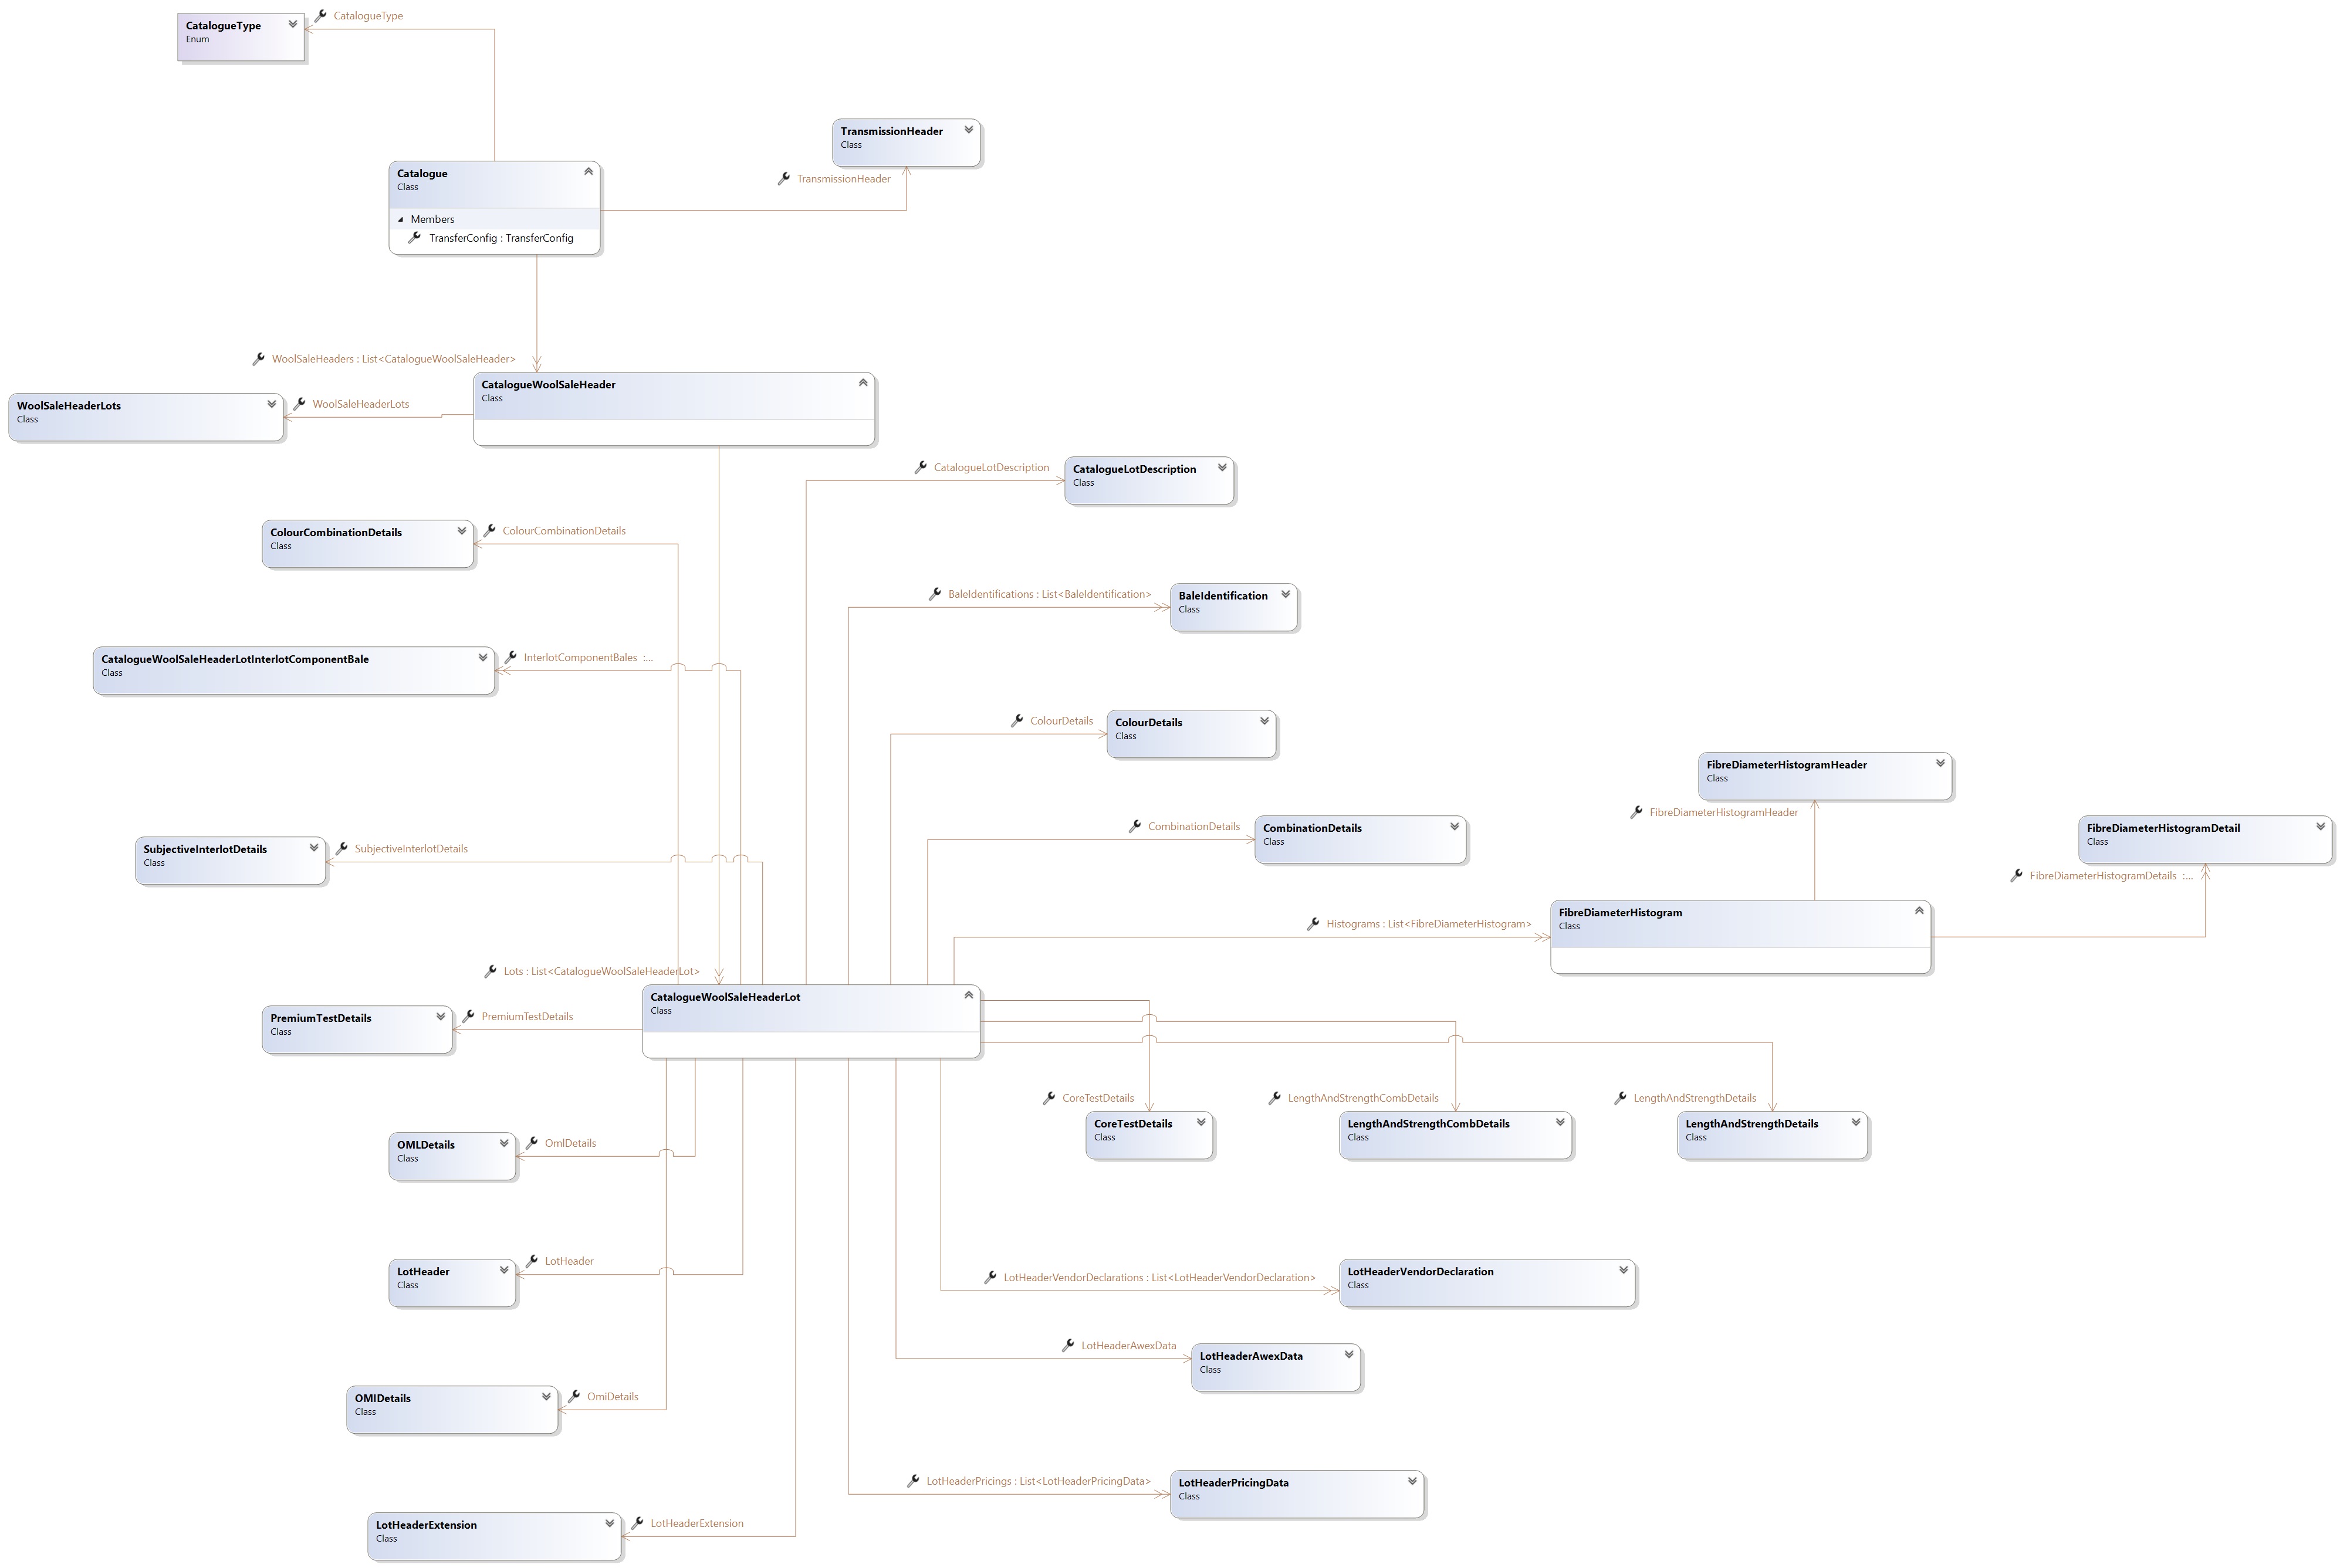 CatalogueType
CatalogueType
Enum
TransmissionHeader
Class
Catalogue
Class
TransmissionHeader
Members
TransferConfig : TransferConfig
WoolSaleHeaders : List<CatalogueWoolSaleHeader>
CatalogueWoolSaleHeader
Class
WoolSaleHeaderLots
Class
WoolSaleHeaderLots
CatalogueLotDescription
CatalogueLotDescription
Class
ColourCombinationDetails
Class
ColourCombinationDetails
BaleIdentifications : List<BaleIdentification>
BaleIdentification
Class
CatalogueWoolSaleHeaderLotInterlotComponentBale
Class
InterlotComponentBales :...
ColourDetails
ColourDetails
Class
FibreDiameterHistogramHeader
Class
FibreDiameterHistogramHeader
CombinationDetails
CombinationDetails
Class
FibreDiameterHistogramDetail
Class
SubjectiveInterlotDetails
Class
SubjectiveInterlotDetails
FibreDiameterHistogramDetails :...
Histograms : List<FibreDiameterHistogram>
FibreDiameterHistogram
Class
Lots : List<CatalogueWoolSaleHeaderLot>
CatalogueWoolSaleHeaderLot
Class
PremiumTestDetails
Class
PremiumTestDetails
CoreTestDetails
LengthAndStrengthCombDetails
LengthAndStrengthDetails
CoreTestDetails
Class
LengthAndStrengthCombDetails
Class
LengthAndStrengthDetails
Class
OMLDetails
Class
OmlDetails
LotHeader
Class
LotHeader
LotHeaderVendorDeclarations : List<LotHeaderVendorDeclaration>
LotHeaderVendorDeclaration
Class
LotHeaderAwexData
LotHeaderAwexData
Class
OMIDetails
Class
OmiDetails
LotHeaderPricings : List<LotHeaderPricingData>
LotHeaderPricingData
Class
LotHeaderExtension
Class
LotHeaderExtension